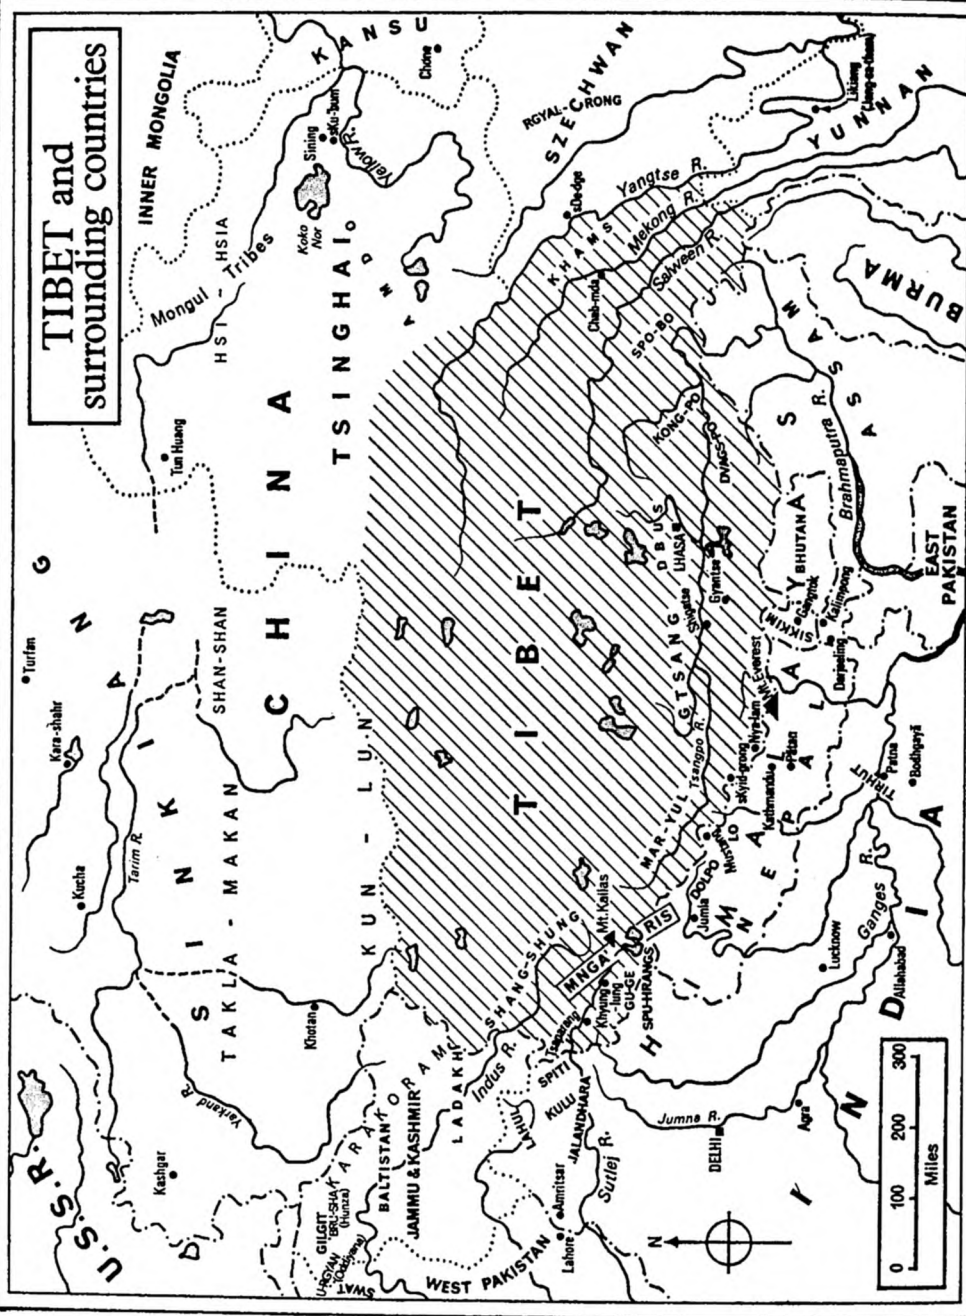 TIBET and
surrounding countries
INNER MONGOLIA
KANSU
Chone
Sining
sKu-bum
Yellow R.
Koko
Nor
Mongul Tribes
HSI - HSIA
TSINGHAI
A M D O
Tun Huang
CHINA
SINKIANG
Turfan
Kara-shahr
Kucha
Tarim R.
SHAN-SHAN
TAKLA - MAKAN
KUN - LUN
Khotan
Yarkand R.
Kashgar
U.S.S.R.
SZECHWAN
RGYAL-RONG
sDe-dge
Yangtse R.
Mekong R.
Salween R.
KHAMS
Chab-mda
SPO-BO
KONG-PO
DVAGS-PO
Likiang
YUNNAN
BURMA
ASSAM
Brahmaputra R.
TIBET
DBUS
LHASA
Gyantse
Shigatse
GTSANG
Tsangpo R.
MAR-YUL
BHUTAN
SIKKIM
Gangtok
Kalimpong
Darjeeling
EAST
PAKISTAN
Mt.Everest
Nya-lam
sKyid-grong
Kathmandu
Patan
NEPAL
LO
Mustang
DOLPO
Jumla
HIMALYAS
TIRHUT
Patna
Bodhgayā
Ganges R.
Lucknow
Allahabad
INDIA
Mt.Kailas
MNGA RIS
SHANG-SHUNG
Khyung-
lung
GU-GE
SPU-HRANGS
Tsaparang
SPITI
Indus R.
LADAKH
KARAKORAM
LAHUL
KULU
JALANDHARA
Sutlej R.
Jumna R.
DELHI
Agra
Amritsar
Lahore
WEST PAKISTAN
JAMMU & KASHMIR
BALTISTAN
GILGIT
BRU-SHA
(Hunza)
U-RGYAN
(Oḍḍiyana)
SWAT
N
0 100 200 300
Miles